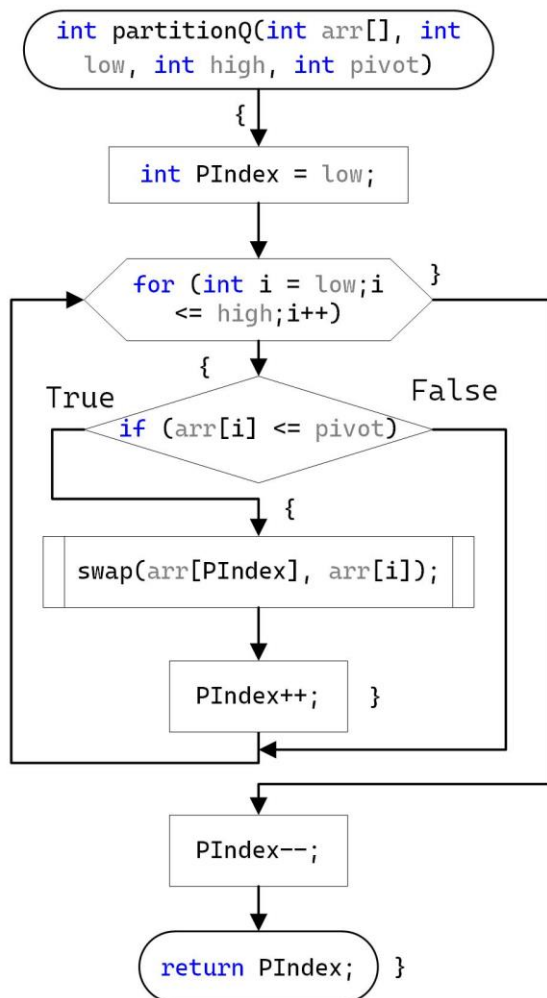 int partitionQ(int arr[], int
low, int high, int pivot)
{
int PIndex = low;
for (int i = low;i
<= high;i++)
}
{
True
False
if (arr[i] <= pivot)
{
swap(arr[PIndex], arr[i]);
PIndex++;
}
PIndex--;
return PIndex;
}